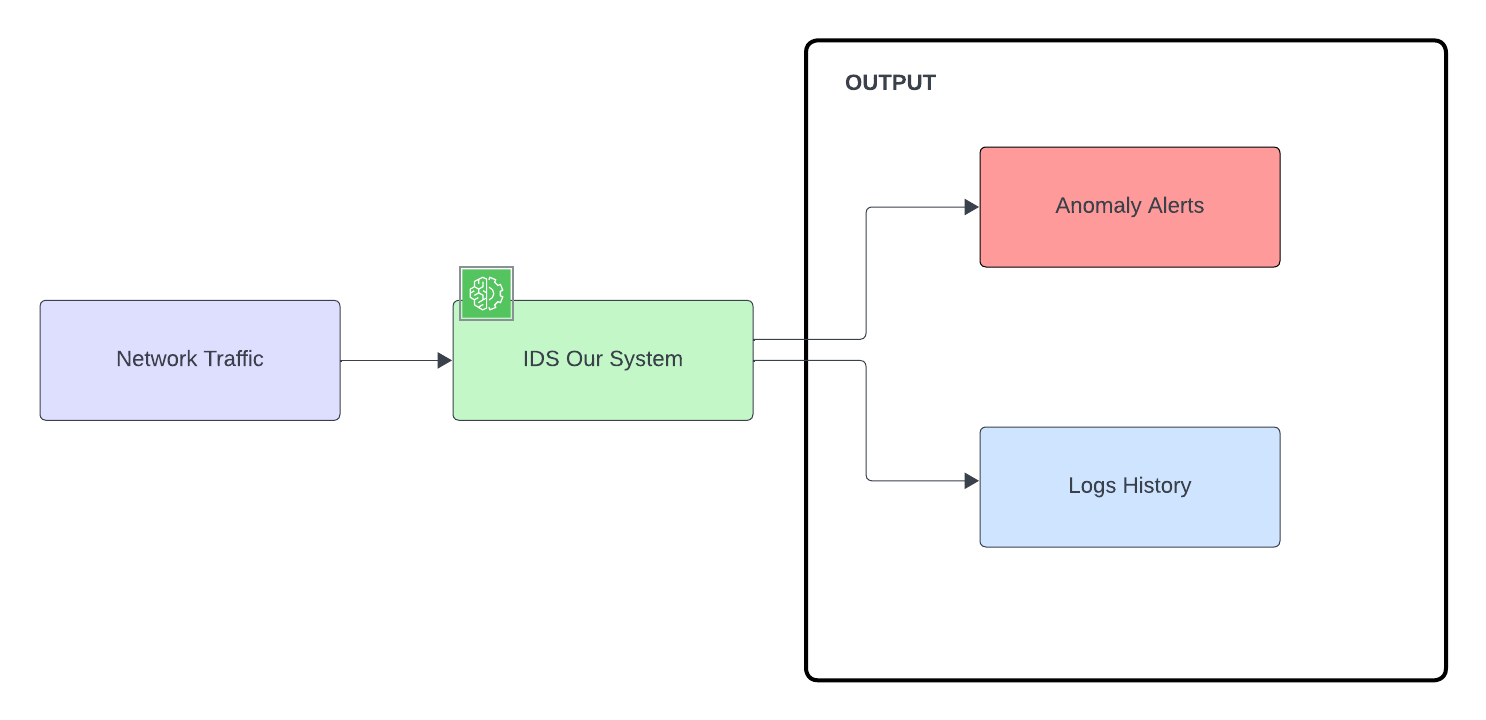 OUTPUT
Anomaly Alerts
Network Traffic
IDS Our System
Logs History